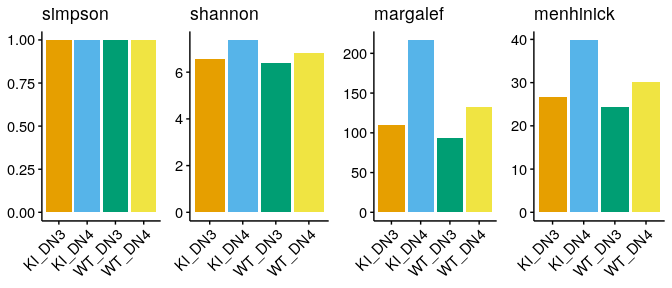 simpson
1.00
0.75
0.50
0.25
0.00
KI_DN3
KI_DN4
WT_DN3
WT_DN4
shannon
6
4
2
0
KI_DN3
KI_DN4
WT_DN3
WT_DN4
margalef
200
150
100
50
0
KI_DN3
KI_DN4
WT_DN3
WT_DN4
menhinick
40
30
20
10
0
KI_DN3
KI_DN4
WT_DN3
WT_DN4